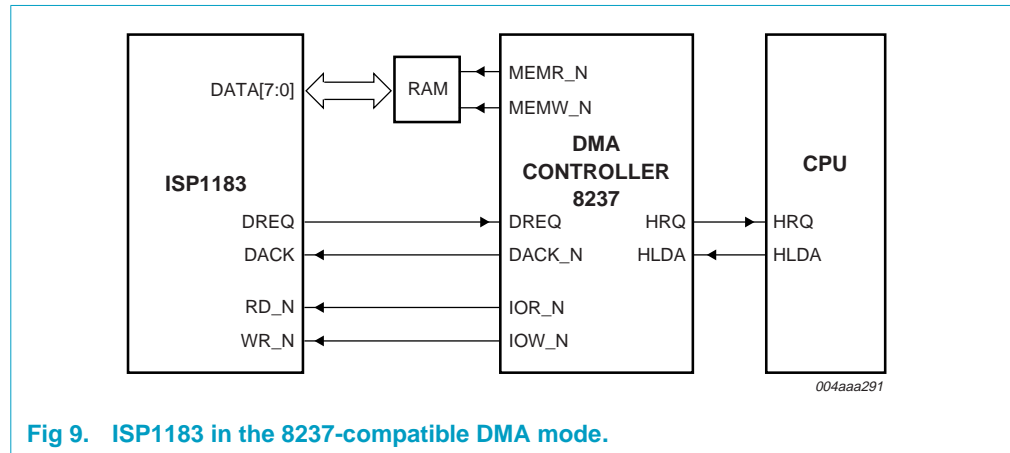 DATA[7:0]
RAM
MEMR_N
MEMW_N
DMA
CONTROLLER
8237
CPU
ISP1183
DREQ
DREQ
HRQ
HRQ
DACK
DACK_N
HLDA
HLDA
RD_N
IOR_N
WR_N
IOW_N
004aaa291
Fig 9. ISP1183 in the 8237-compatible DMA mode.